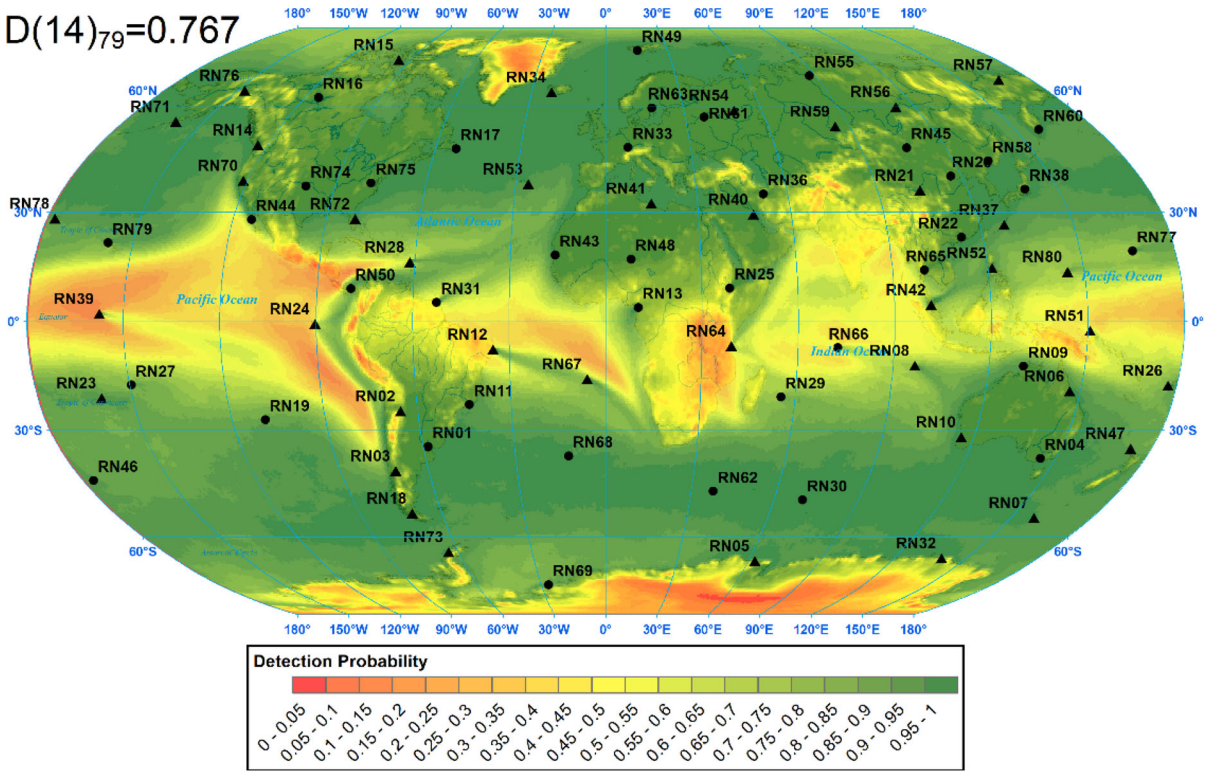 D(14)79=0.767
180° 150°W 120°W 90°W 60°W 30°W 0° 30°E 60°E 90°E 120°E 150°E 180°
RN49
RN15
RN55
RN57
RN76
RN16
RN34
60°N
RN63
RN54
RN56
60°N
RN71
RN61
RN59
RN60
RN14
RN17
RN33
RN45
RN58
RN70
RN74
RN75
RN53
RN36
RN21
RN20
RN38
RN78
RN44
RN72
RN41
RN40
RN37
30°N
30°N
Atlantic Ocean
RN79
RN22
RN77
RN28
RN43
RN48
RN65
RN52
RN80
RN50
RN25
Pacific Ocean
RN39
Pacific Ocean
RN24
RN31
RN13
RN42
Equator
RN51
0°
0°
RN12
RN64
RN66
Indian Ocean
RN67
RN08
RN09
RN23
RN27
RN06
RN26
RN02
RN11
RN29
RN19
30°S
RN01
RN68
RN10
RN04
RN47
30°S
RN46
RN03
RN62
RN30
RN18
RN07
RN73
RN05
RN32
60°S
60°S
RN69
180° 150°W 120°W 90°W 60°W 30°W 0° 30°E 60°E 90°E 120°E 150°E 180°
Detection Probability
0 - 0.05
0.05 - 0.1
0.1 - 0.15
0.15 - 0.2
0.2 - 0.25
0.25 - 0.3
0.3 - 0.35
0.35 - 0.4
0.4 - 0.45
0.45 - 0.5
0.5 - 0.55
0.55 - 0.6
0.6 - 0.65
0.65 - 0.7
0.7 - 0.75
0.75 - 0.8
0.8 - 0.85
0.85 - 0.9
0.9 - 0.95
0.95 - 1